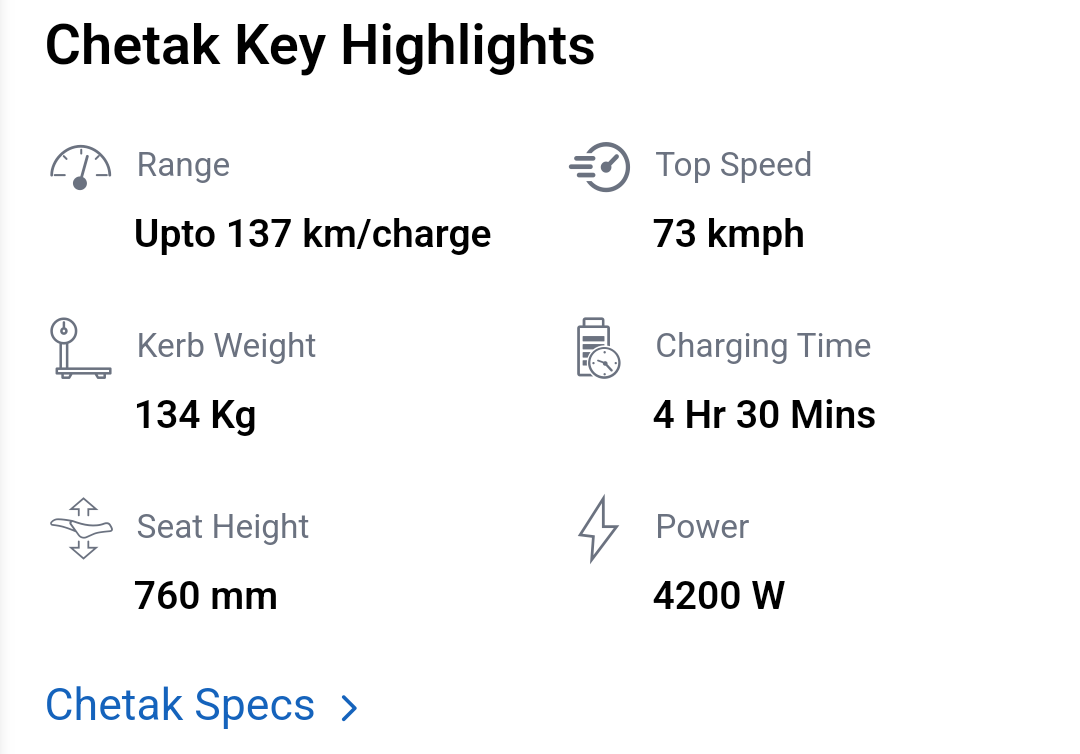 Chetak Key Highlights
Range
Top Speed
Upto 137 km/charge
73 kmph
Kerb Weight
Charging Time
134 Kg
4 Hr 30 Mins
Seat Height
Power
760 mm
4200 W
Chetak Specs